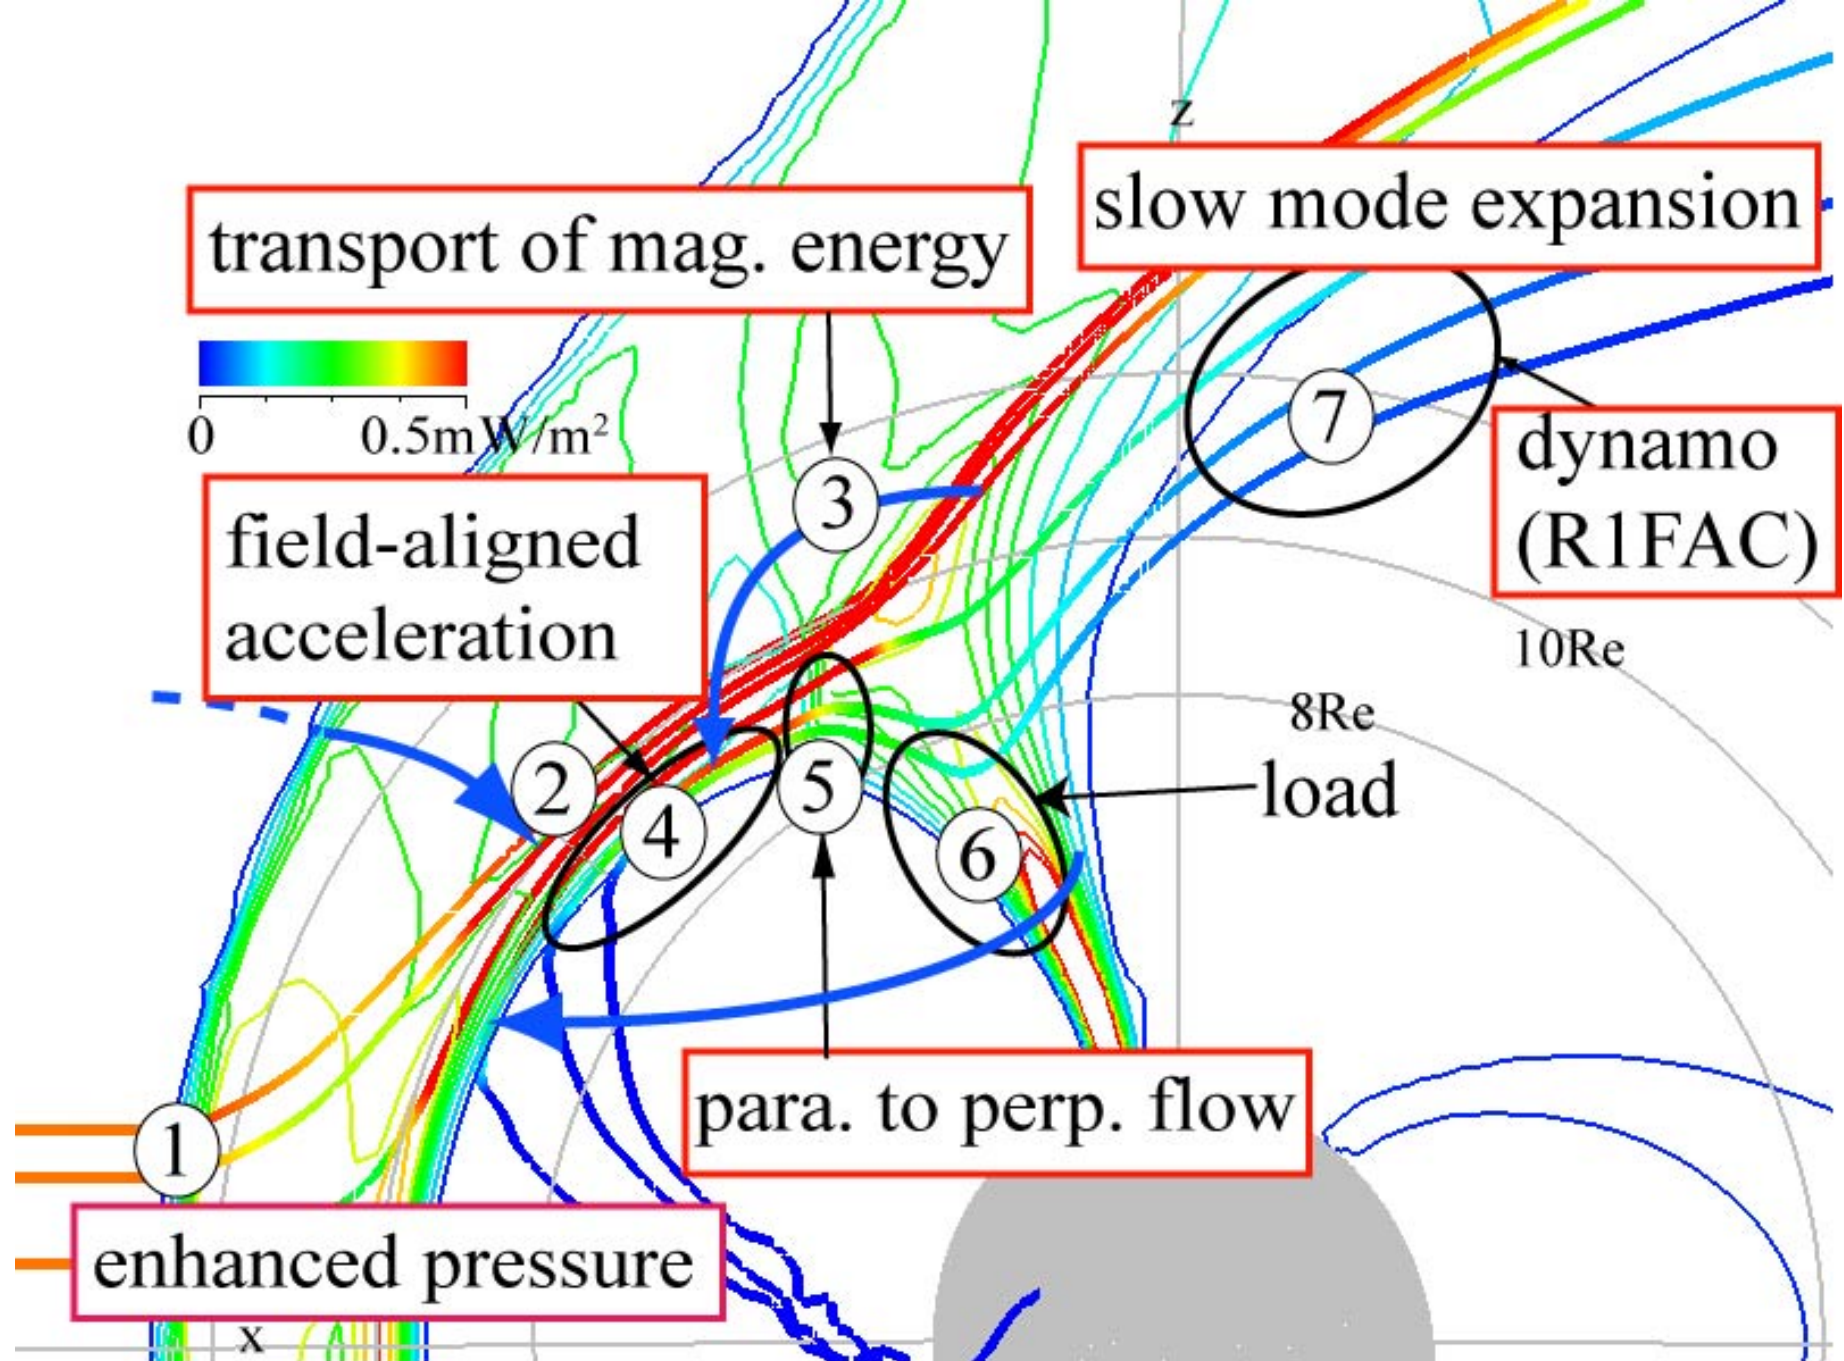 z
slow mode expansion
transport of mag. energy
0
0.5mW/m²
7
dynamo
(R1FAC)
3
field-aligned
acceleration
10Re
8Re
2
5
load
4
6
1
para. to perp. flow
enhanced pressure
x